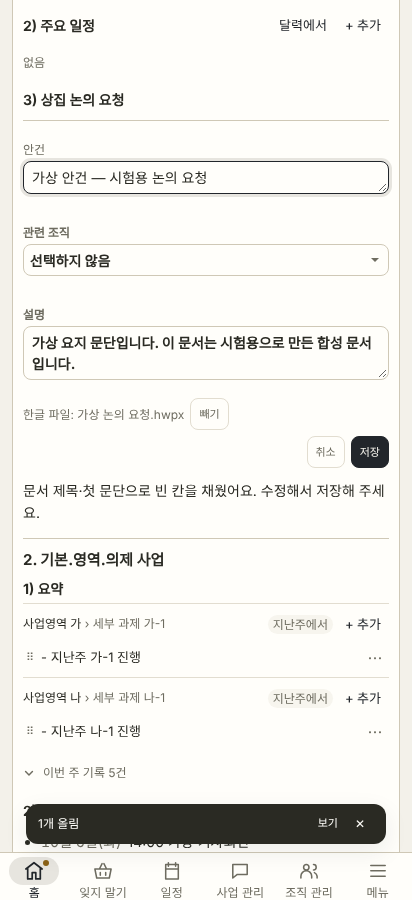 2) 주요 일정 달력에서 + 추가
없음
3) 상집 논의 요청
안건
가상 안건 — 시험용 논의 요청
관련 조직
선택하지 않음
설명
가상 요지 문단입니다. 이 문서는 시험용으로 만든 합성 문서
입니다.
한글 파일: 가상 논의 요청.hwpx 빼기
취소 저장
문서 제목·첫 문단으로 빈 칸을 채웠어요. 수정해서 저장해 주세
요.
2. 기본.영역.의제 사업
1) 요약
사업영역 가 › 세부 과제 가-1 지난주에서 + 추가
- 지난주 가-1 진행
사업영역 나 › 세부 과제 나-1 지난주에서 + 추가
- 지난주 나-1 진행
이번 주 기록 5건
1개 올림 보기 ×
홈 잊지 말기 일정 사업 관리 조직 관리 메뉴